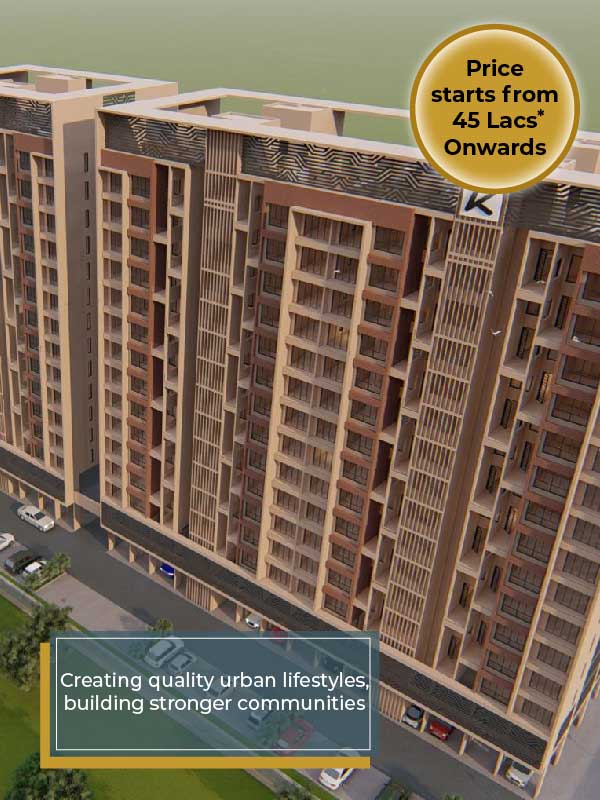 Price
starts from
45 Lacs*
Onwards
K
Creating quality urban lifestyles,
building stronger communities